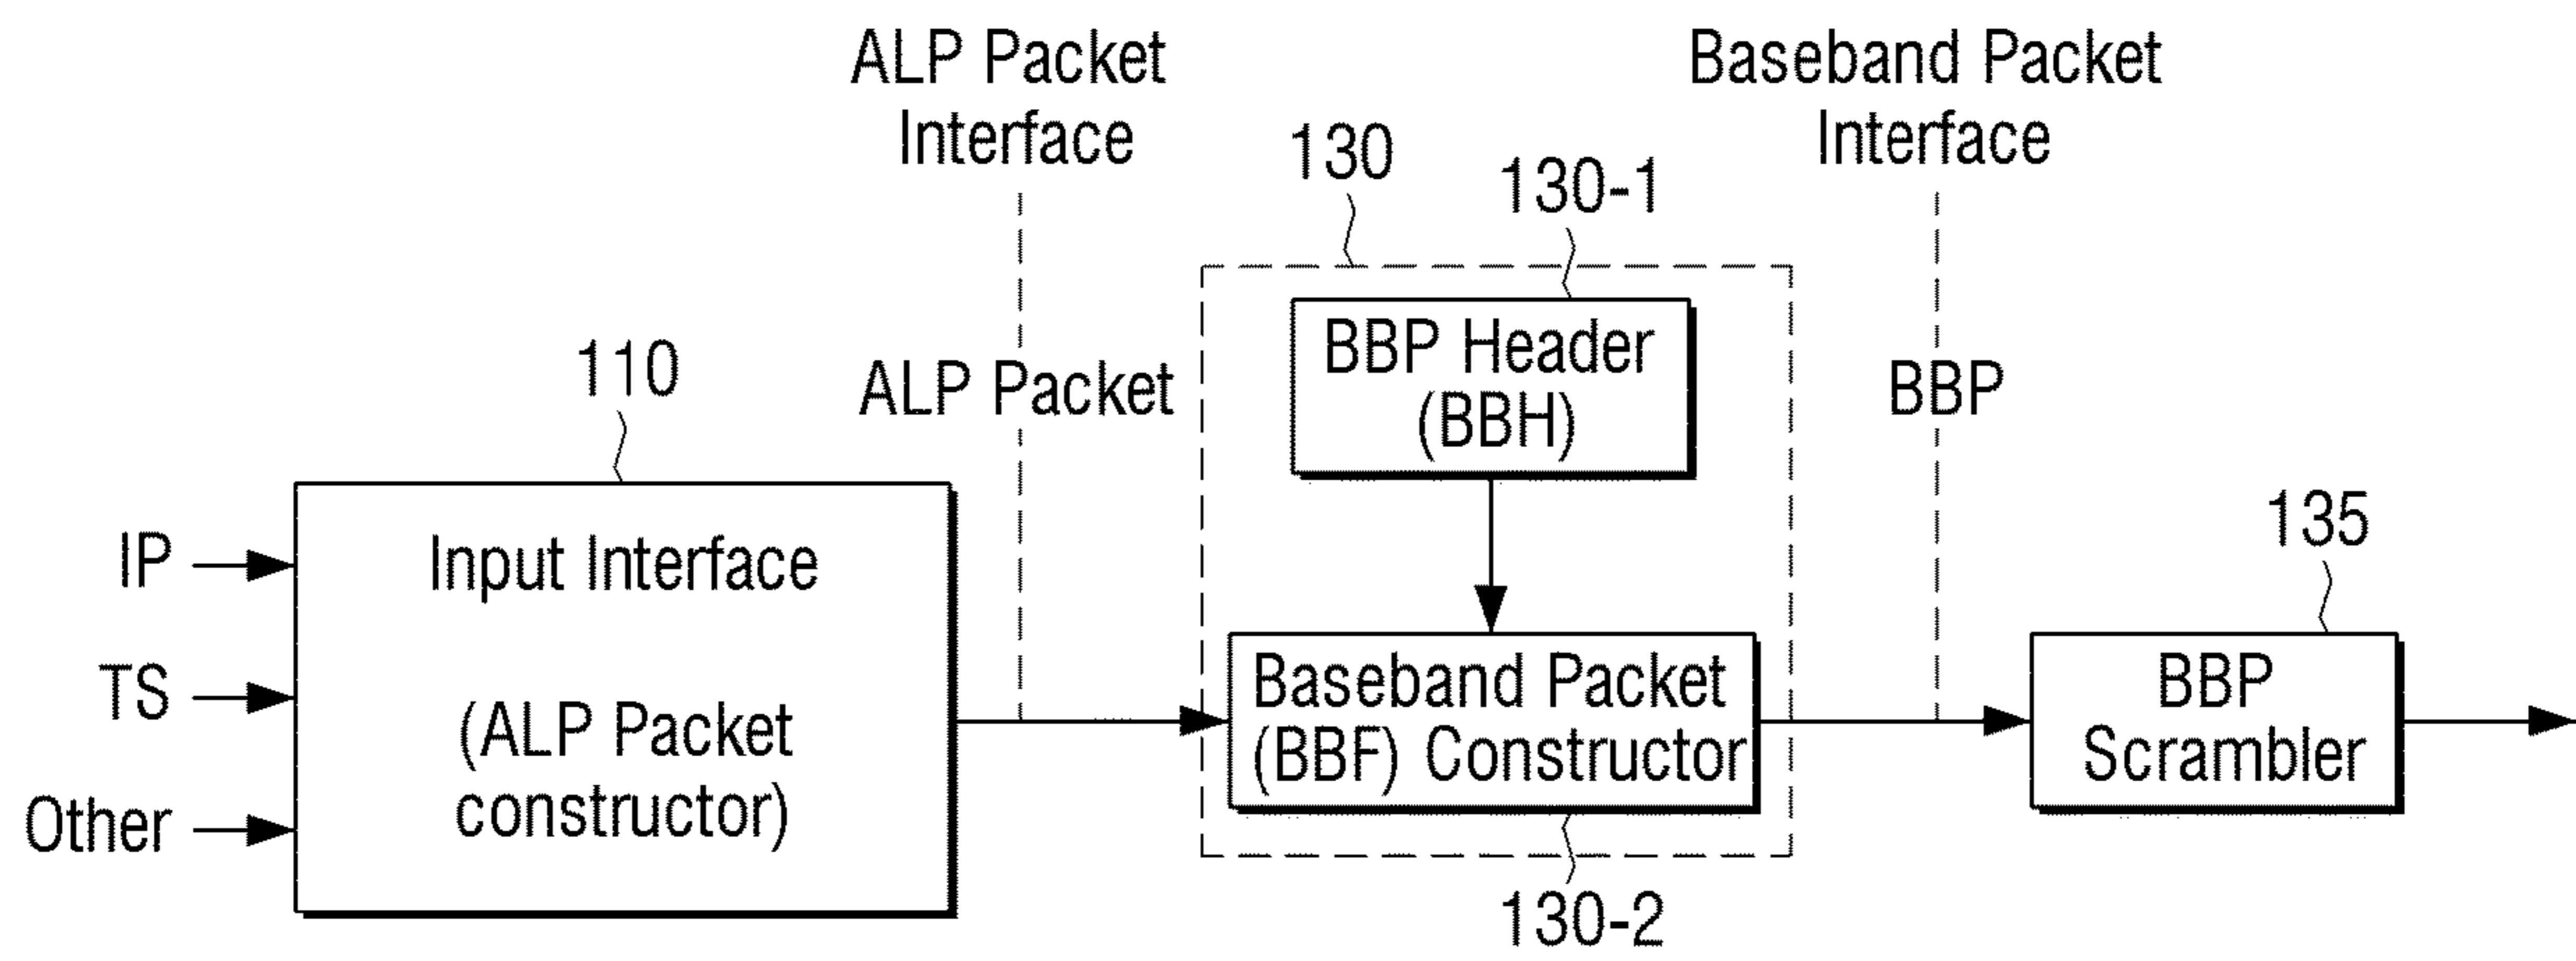 ALP Packet
Interface
Baseband Packet
Interface
130
130-1
110
ALP Packet
BBP Header
(BBH)
BBP
IP
TS
Other
Input Interface
(ALP Packet
constructor)
Baseband Packet
(BBF) Constructor
135
BBP
Scrambler
130-2